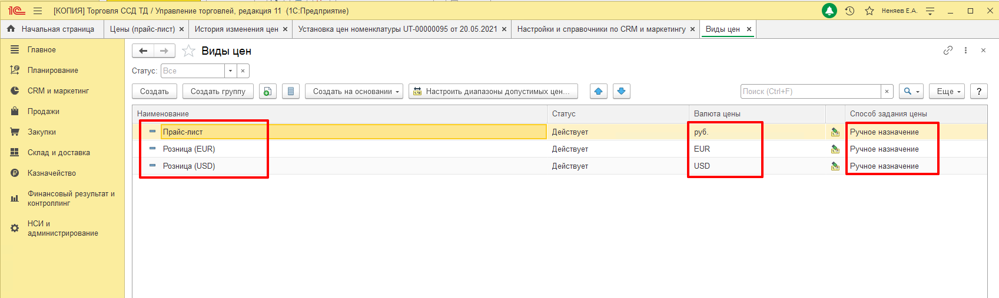 1С [КОПИЯ] Торговля ССД ТД / Управление торговлей, редакция 11 (1С:Предприятие) Неняев Е.А.
Начальная страница Цены (прайс-лист) История изменения цен Установка цен номенклатуры UT-00000095 от 20.05.2021 Настройки и справочники по CRM и маркетингу Виды цен
Главное
Планирование
CRM и маркетинг
Продажи
Закупки
Склад и доставка
Казначейство
Финансовый результат и
контроллинг
НСИ и
администрирование
Виды цен
Статус: Все
Создать Создать группу Создать на основании Настроить диапазоны допустимых цен... Поиск (Ctrl+F) Еще ?
Наименование Статус Валюта цены Способ задания цены
Прайс-лист Действует руб. Ручное назначение
Розница (EUR) Действует EUR Ручное назначение
Розница (USD) Действует USD Ручное назначение